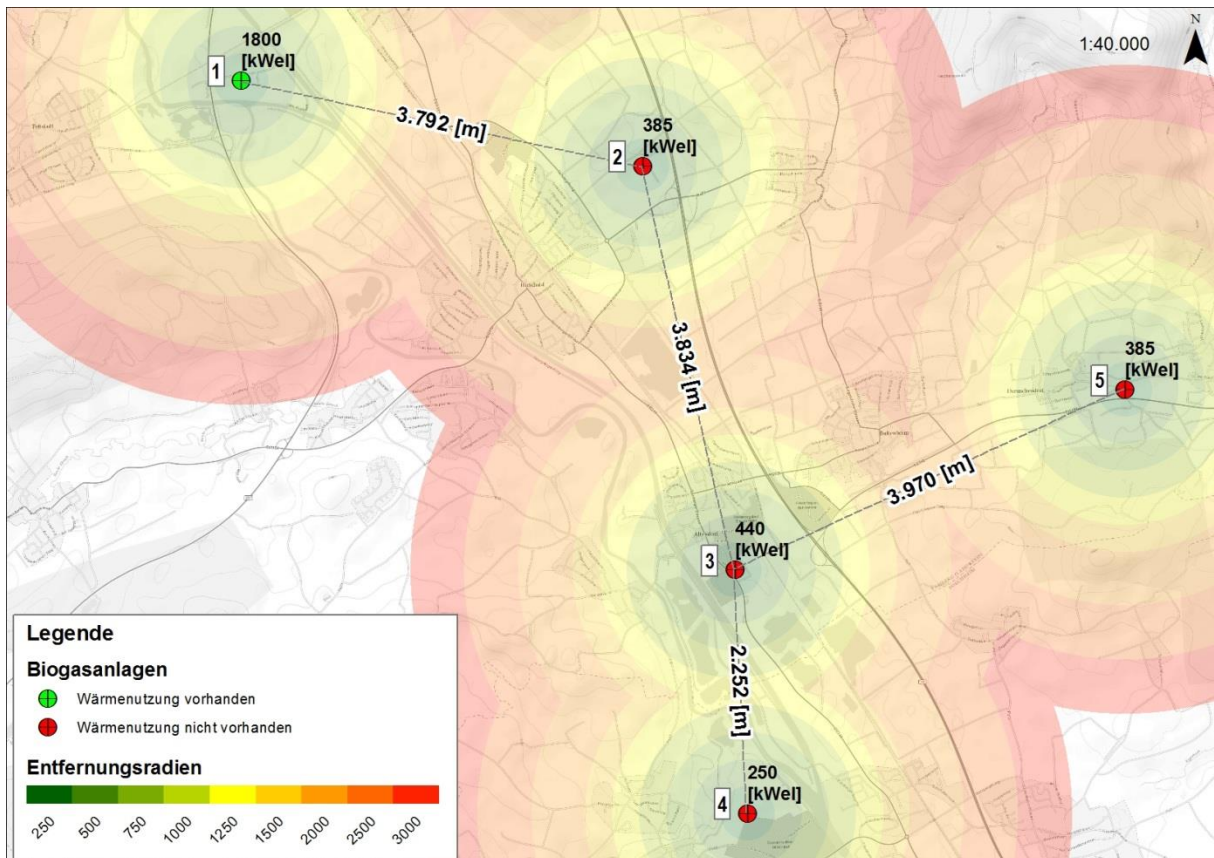 N
1:40.000
1800
[kWel]
1
3.792 [m]
385
[kWel]
2
3.834 [m]
385
[kWel]
5
3.970 [m]
440
[kWel]
3
2.252 [m]
250
[kWel]
4
Legende
Biogasanlagen
Wärmenutzung vorhanden
Wärmenutzung nicht vorhanden
Entfernungsradien
250 500 750 1000 1250 1500 2000 2500 3000